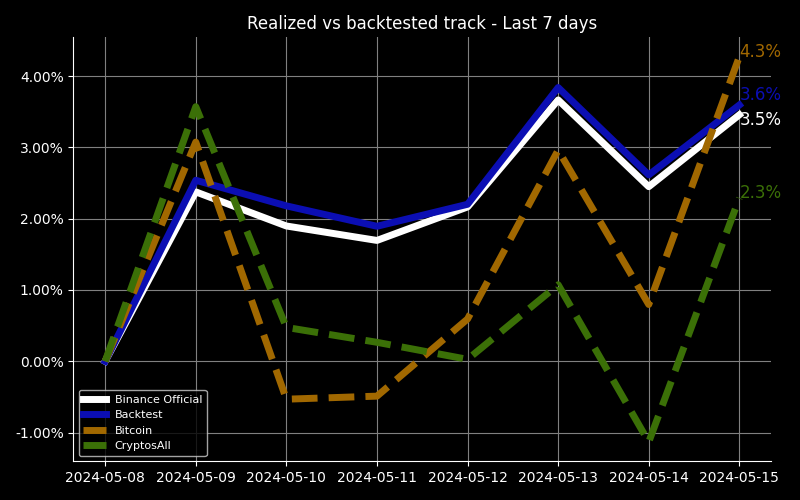 Realized vs backtested track - Last 7 days
4.3%
4.00%
3.6%
3.5%
3.00%
2.3%
2.00%
1.00%
0.00%
-1.00%
Binance Official
Backtest
Bitcoin
CryptosAll
2024-05-08 2024-05-09 2024-05-10 2024-05-11 2024-05-12 2024-05-13 2024-05-14 2024-05-15